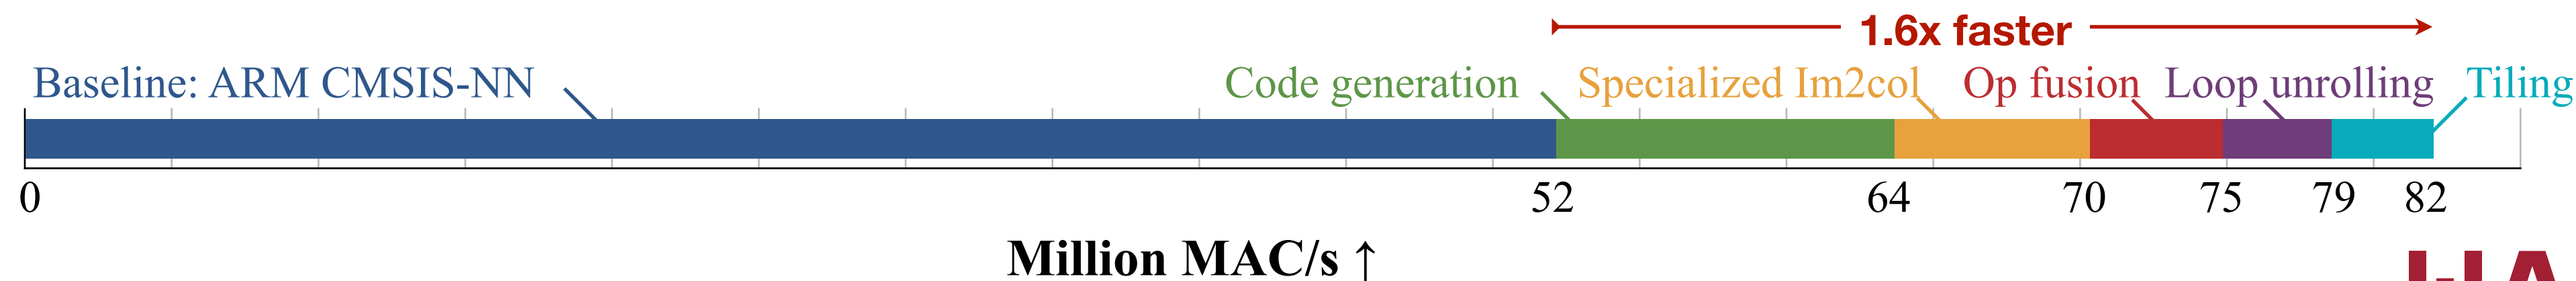 1.6x faster
Baseline: ARM CMSIS-NN
Code generation
Specialized Im2col
Op fusion
Loop unrolling
Tiling
0 52 64 70 75 79 82
Million MAC/s ↑